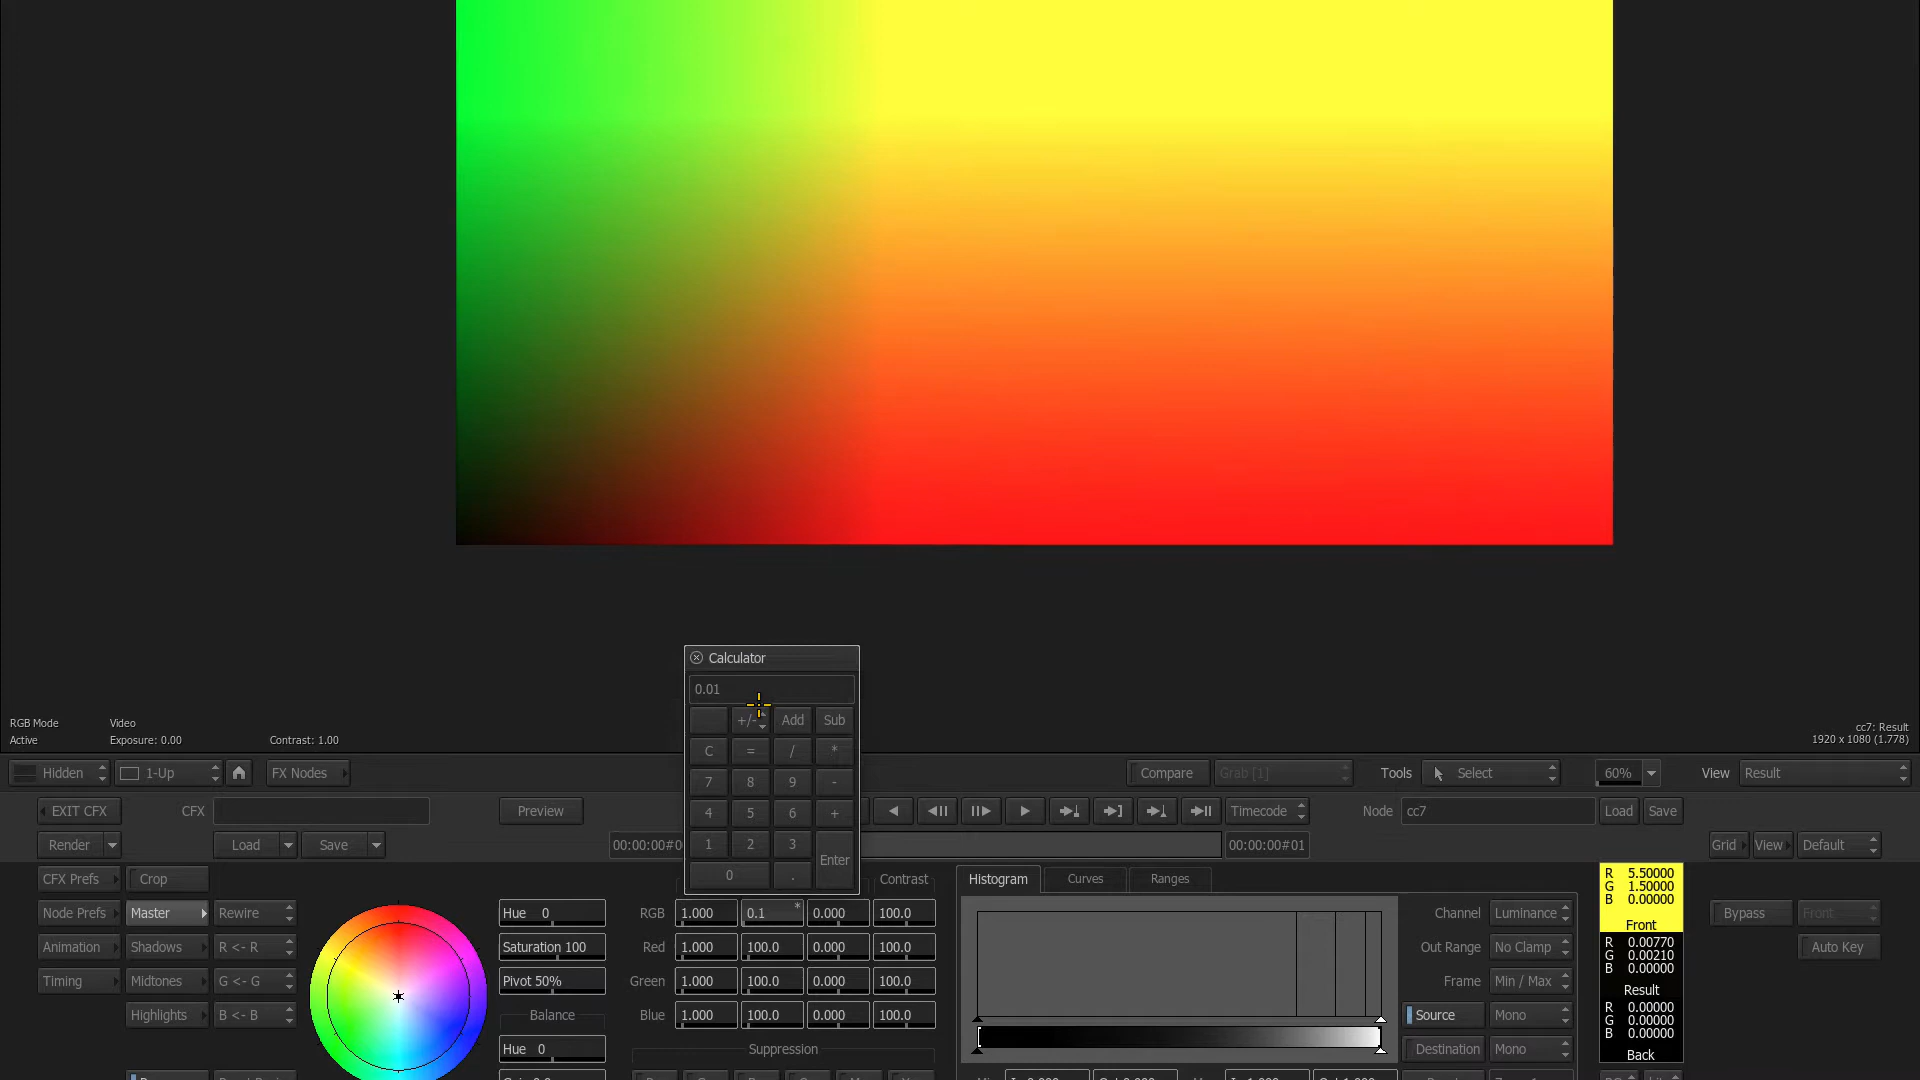 Calculator
0.01
+/-
Add
Sub
C
=
/
*
7
8
9
-
4
5
6
+
1
2
3
Enter
0
.
RGB Mode
Video
Active
Exposure: 0.00
Contrast: 1.00
cc7: Result
1920 x 1080 (1.778)
Hidden
1-Up
FX Nodes
Compare
Grab [1]
Tools
Select
60%
View
Result
EXIT CFX
CFX
Preview
Timecode
Node
cc7
Load
Save
Render
Load
Save
00:00:00#0
00:00:00#01
Grid
View
Default
CFX Prefs
Crop
Contrast
Histogram
Curves
Ranges
Node Prefs
Master
Rewire
Hue 0
RGB
1.000
0.1 *
0.000
100.0
Channel
Luminance
Animation
Shadows
R <- R
Saturation 100
Red
1.000
100.0
0.000
100.0
Out Range
No Clamp
Timing
Midtones
G <- G
Pivot 50%
Green
1.000
100.0
0.000
100.0
Frame
Min / Max
Highlights
B <- B
Balance
Blue
1.000
100.0
0.000
100.0
Source
Mono
Hue 0
Suppression
Destination
Mono
R 5.50000
G 1.50000
B 0.00000
Front
R 0.00770
G 0.00210
B 0.00000
Result
R 0.00000
G 0.00000
B 0.00000
Back
Bypass
Front
Auto Key